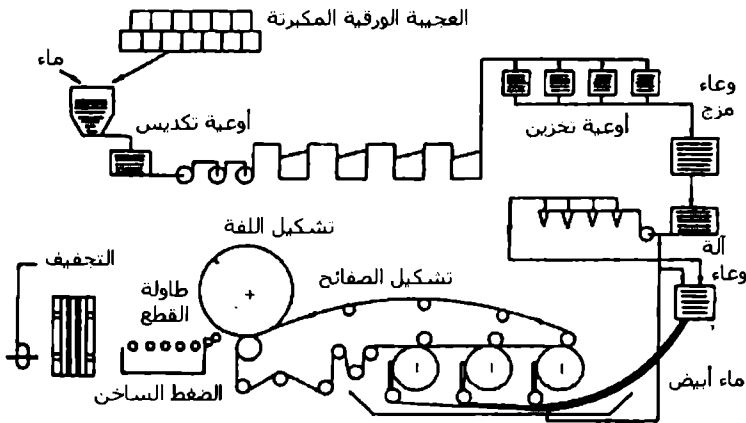 العجيبة الورقية المكبرتة
ماء
أوعية تكديس
أوعية تخزين
وعاء
مزج
آلة
وعاء
ماء أبيض
تشكيل الصفائح
تشكيل اللفة
طاولة
القطع
الضغط الساخن
التجفيف